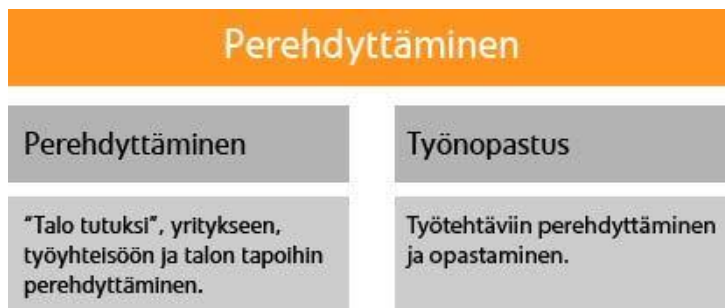 Perehdyttäminen
Perehdyttäminen
"Talo tutuksi", yritykseen,
työyhteisöön ja talon tapoihin
perehdyttäminen.
Työnopastus
Työtehtäviin perehdyttäminen
ja opastaminen.